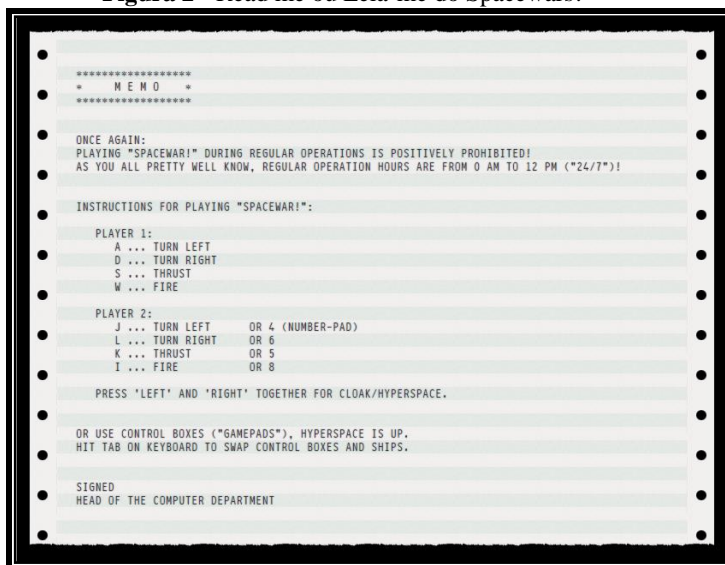 Figura 2 - Read me ou Leia-me do Spacewars.
******************
* M E M O *
******************
ONCE AGAIN:
PLAYING "SPACEWAR!" DURING REGULAR OPERATIONS IS POSITIVELY PROHIBITED!
AS YOU ALL PRETTY WELL KNOW, REGULAR OPERATION HOURS ARE FROM 0 AM TO 12 PM ("24/7")!
INSTRUCTIONS FOR PLAYING "SPACEWAR!":
PLAYER 1:
A ... TURN LEFT
D ... TURN RIGHT
S ... THRUST
W ... FIRE
PLAYER 2:
J ... TURN LEFT OR 4 (NUMBER-PAD)
L ... TURN RIGHT OR 6
K ... THRUST OR 5
I ... FIRE OR 8
PRESS 'LEFT' AND 'RIGHT' TOGETHER FOR CLOAK/HYPERSPACE.
OR USE CONTROL BOXES ("GAMEPADS"), HYPERSPACE IS UP.
HIT TAB ON KEYBOARD TO SWAP CONTROL BOXES AND SHIPS.
SIGNED
HEAD OF THE COMPUTER DEPARTMENT